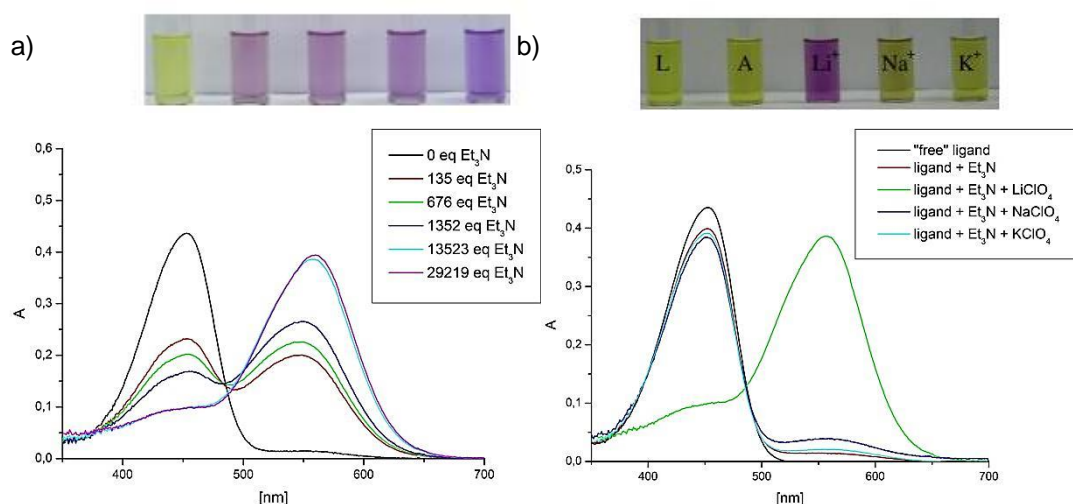 a)
b)
L
A
Li+
Na+
K+
0 eq Et3N
135 eq Et3N
676 eq Et3N
1352 eq Et3N
13523 eq Et3N
29219 eq Et3N
0,6
0,5
0,4
0,3
0,2
0,1
0,0
A
400
500
600
700
[nm]
"free" ligand
ligand + Et3N
ligand + Et3N + LiClO4
ligand + Et3N + NaClO4
ligand + Et3N + KClO4
0,5
0,4
0,3
0,2
0,1
0,0
A
400
500
600
700
[nm]